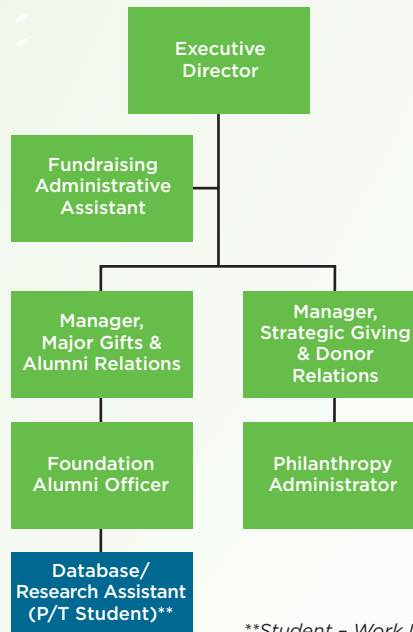 Executive
Director
Fundraising
Administrative
Assistant
Manager,
Major Gifts &
Alumni Relations
Manager,
Strategic Giving
& Donor
Relations
Foundation
Alumni Officer
Philanthropy
Administrator
Database/
Research Assistant
(P/T Student)**
**Student – Work